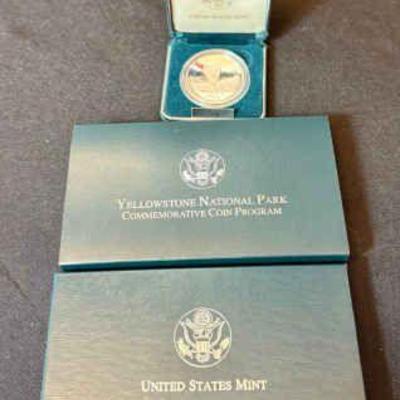 YELLOWSTONE NATIONAL PARK
COMMEMORATIVE COIN PROGRAM
UNITED STATES MINT